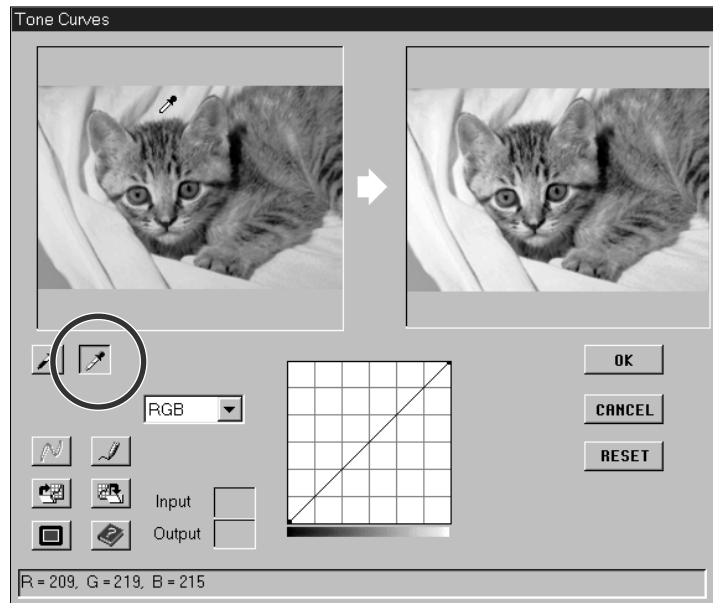 Tone Curves
OK
RGB
CANCEL
RESET
Input
Output
R = 209, G = 219, B = 215